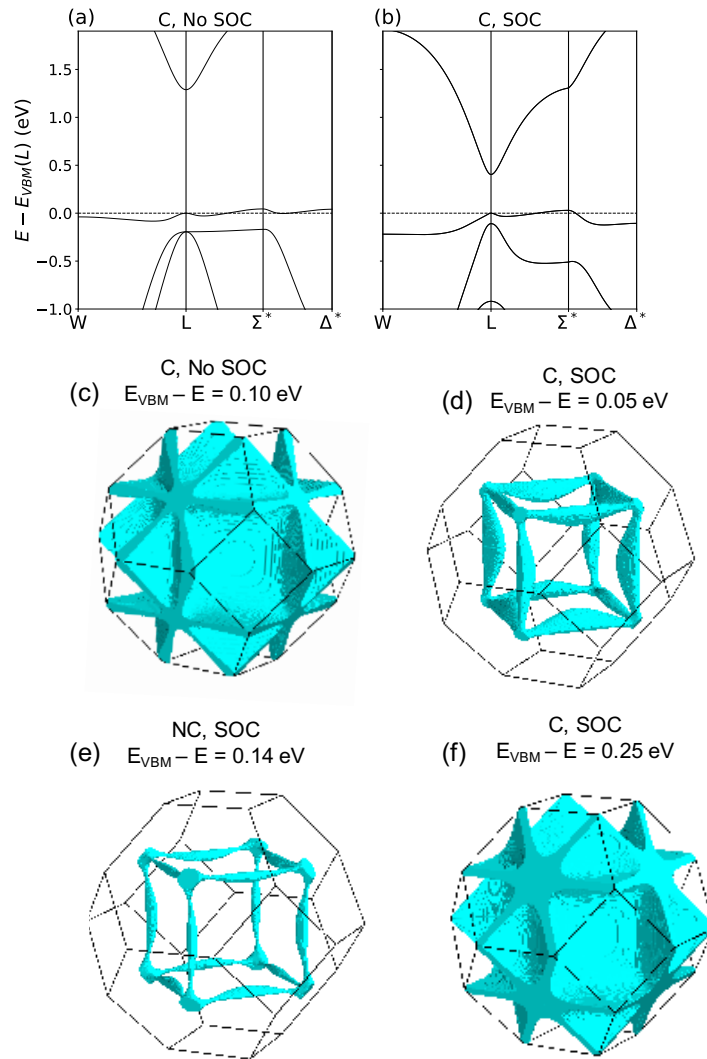 (a) C, No SOC
(b) C, SOC
E − E_VBM(L) (eV)
1.5
1.0
0.5
0.0
−0.5
−1.0
W L Σ* Δ*
W L Σ* Δ*
(c) C, No SOC
E_VBM – E = 0.10 eV
(d) C, SOC
E_VBM – E = 0.05 eV
(e) NC, SOC
E_VBM – E = 0.14 eV
(f) C, SOC
E_VBM – E = 0.25 eV